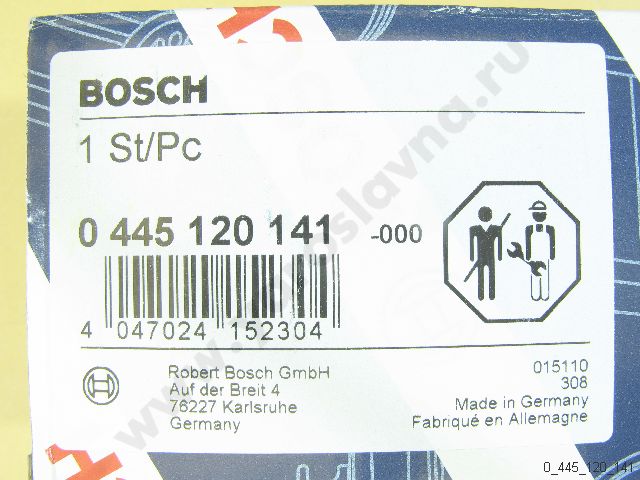 BOSCH
1 St/Pc
0 445 120 141 -000
4 047024 152304
Robert Bosch GmbH
Auf der Breit 4
76227 Karlsruhe
Germany
015110
308
Made in Germany
Fabriqué en Allemagne
0_445_120_141